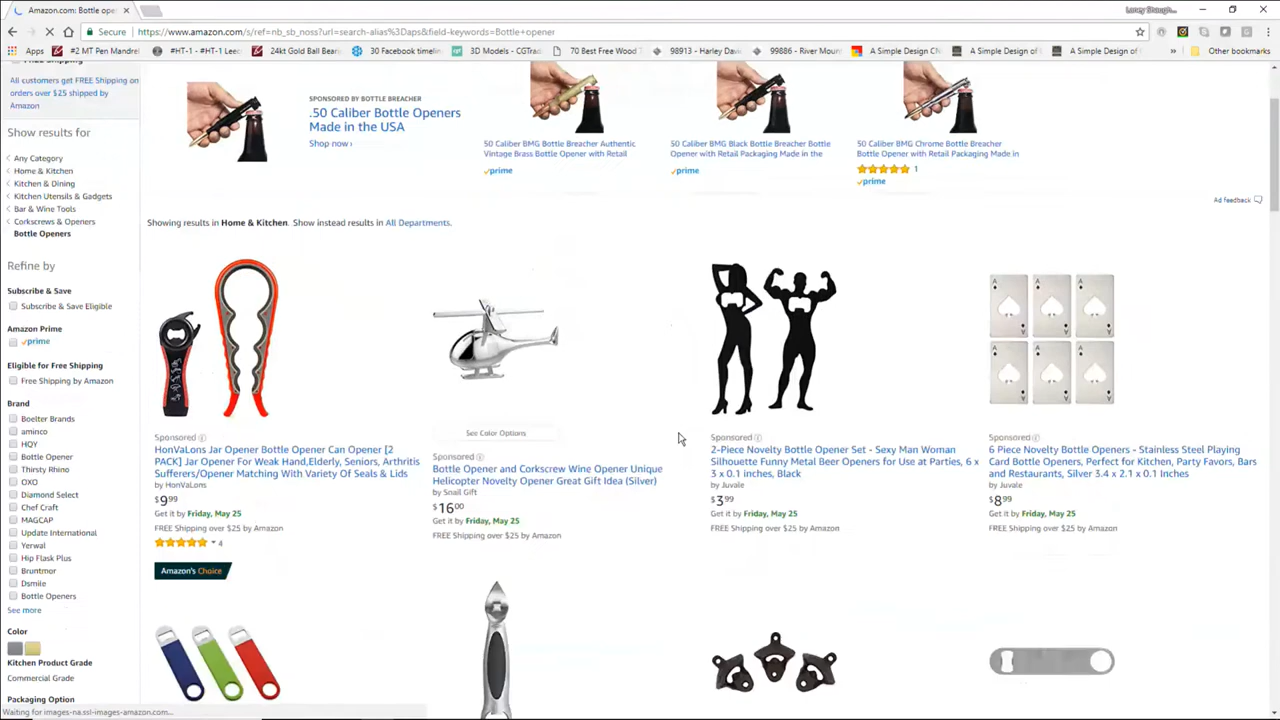 Amazon.com: Bottle ope
Laney Shaugh...
Secure
https://www.amazon.com/s/ref=nb_sb_noss?url=search-alias%3Daps&field-keywords=Bottle+opener
Apps
#2 MT Pen Mandrel
#HT-1 - #HT-1 Leec
24kt Gold Ball Bear
30 Facebook timelin
3D Models - CGTrad
70 Best Free Wood T
98913 - Harley Davi
99886 - River Moun
A Simple Design CN
A Simple Design of
A Simple Design of
Other bookmarks
Free Shipping
All customers get FREE Shipping on
orders over $25 shipped by
Amazon
Show results for
Any Category
Home & Kitchen
Kitchen & Dining
Kitchen Utensils & Gadgets
Bar & Wine Tools
Corkscrews & Openers
Bottle Openers
Refine by
Subscribe & Save
Subscribe & Save Eligible
Amazon Prime
prime
Eligible for Free Shipping
Free Shipping by Amazon
Brand
Boelter Brands
aminco
HQY
Bottle Opener
Thirsty Rhino
OXO
Diamond Select
Chef Craft
MAGCAP
Update International
Yerwal
Hip Flask Plus
Bruntmor
Dsmile
Bottle Openers
See more
Color
Kitchen Product Grade
Commercial Grade
Packaging Option
SPONSORED BY BOTTLE BREACHER
.50 Caliber Bottle Openers
Made in the USA
Shop now ›
50 Caliber BMG Bottle Breacher Authentic
Vintage Brass Bottle Opener with Retail
prime
50 Caliber BMG Black Bottle Breacher Bottle
Opener with Retail Packaging Made in the
prime
50 Caliber BMG Chrome Bottle Breacher
Bottle Opener with Retail Packaging Made in
1
prime
Ad feedback
Showing results in Home & Kitchen. Show instead results in All Departments.
Sponsored
HonVaLons Jar Opener Bottle Opener Can Opener [2
PACK] Jar Opener For Weak Hand,Elderly, Seniors, Arthritis
Sufferers/Opener Matching With Variety Of Seals & Lids
by HonVaLons
$9.99
Get it by Friday, May 25
FREE Shipping over $25 by Amazon
4
Amazon's Choice
See Color Options
Sponsored
Bottle Opener and Corkscrew Wine Opener Unique
Helicopter Novelty Opener Great Gift Idea (Silver)
by Snail Gift
$16.00
Get it by Friday, May 25
FREE Shipping over $25 by Amazon
Sponsored
2-Piece Novelty Bottle Opener Set - Sexy Man Woman
Silhouette Funny Metal Beer Openers for Use at Parties, 6 x
3 x 0.1 inches, Black
by Juvale
$3.99
Get it by Friday, May 25
FREE Shipping over $25 by Amazon
A
A
A
A
A
A
Sponsored
6 Piece Novelty Bottle Openers - Stainless Steel Playing
Card Bottle Openers, Perfect for Kitchen, Party Favors, Bars
and Restaurants, Silver 3.4 x 2.1 x 0.1 Inches
by Juvale
$8.99
Get it by Friday, May 25
FREE Shipping over $25 by Amazon
Waiting for images-na.ssl-images-amazon.com...